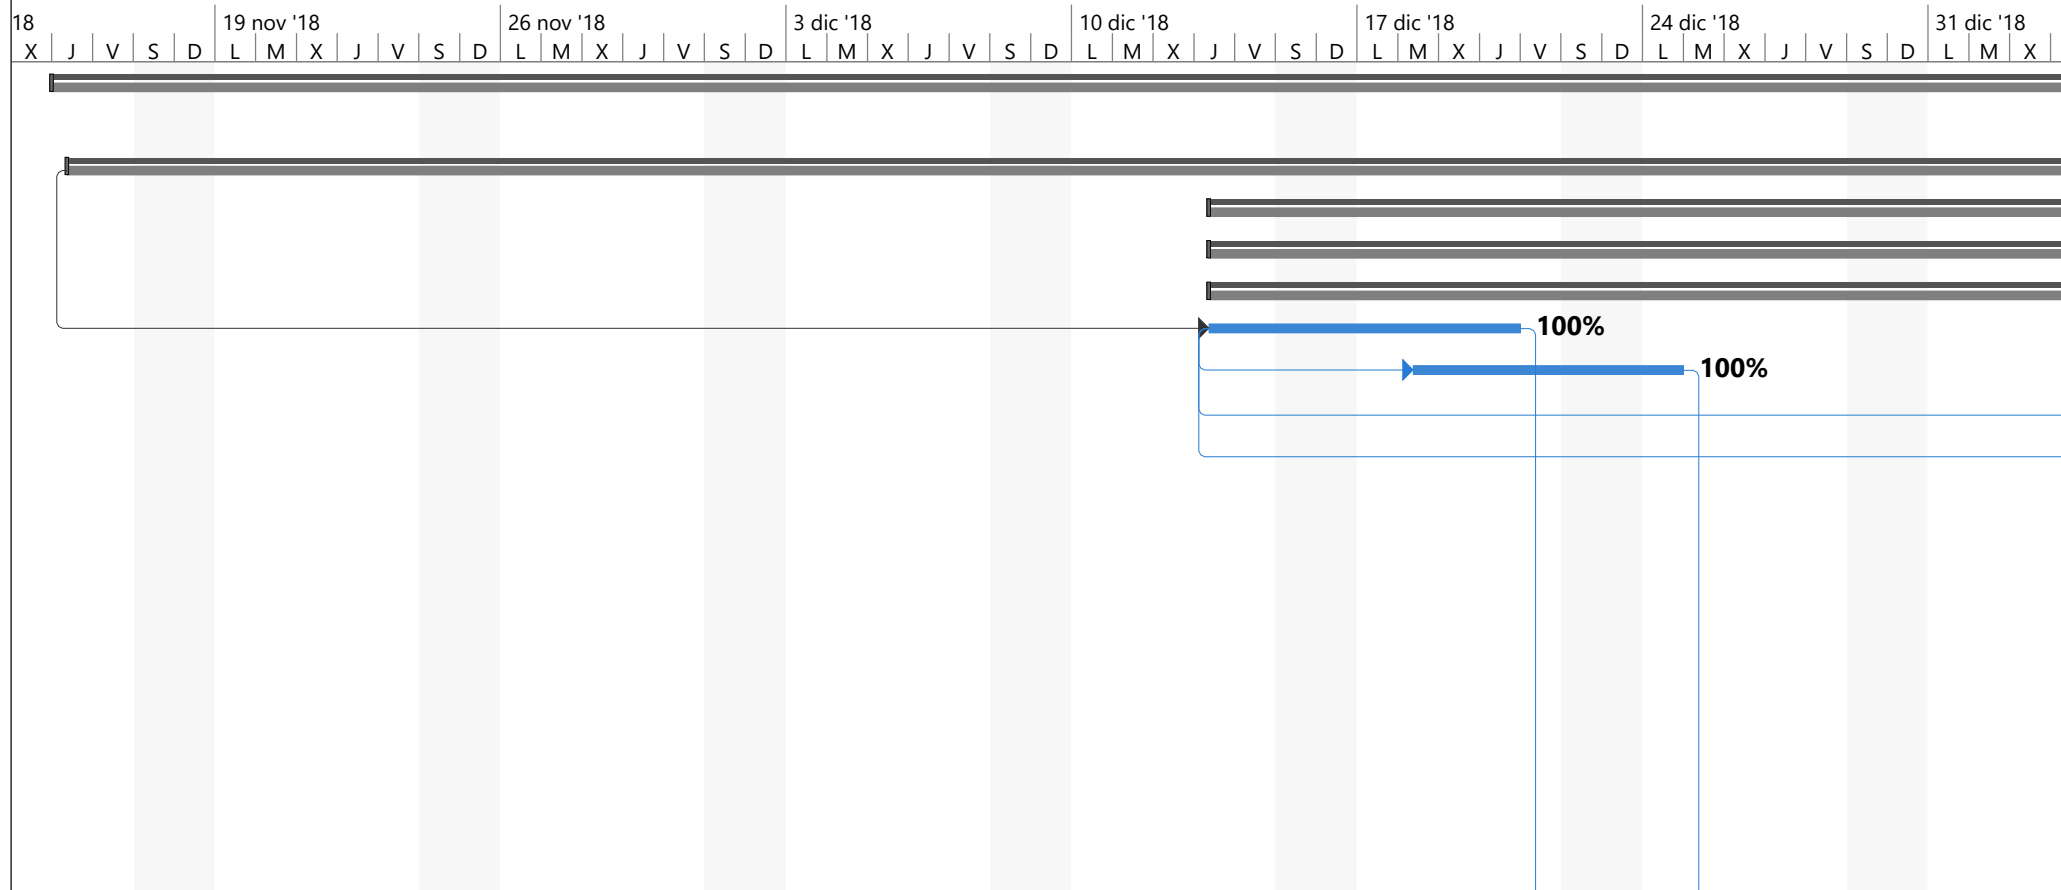 18 19 nov '18 26 nov '18 3 dic '18 10 dic '18 17 dic '18 24 dic '18 31 dic '18
X J V S D L M X J V S D L M X J V S D L M X J V S D L M X J V S D L M X J V S D L M X J V S D L M X
100%
100%